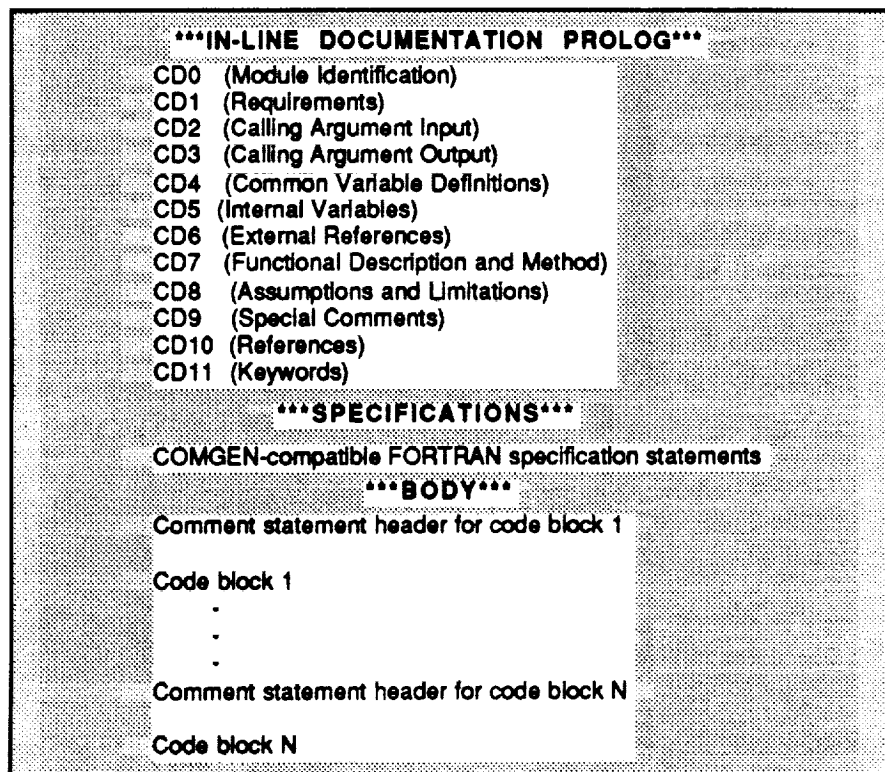 ***IN-LINE DOCUMENTATION PROLOG***
CD0 (Module Identification)
CD1 (Requirements)
CD2 (Calling Argument Input)
CD3 (Calling Argument Output)
CD4 (Common Variable Definitions)
CD5 (Internal Variables)
CD6 (External References)
CD7 (Functional Description and Method)
CD8 (Assumptions and Limitations)
CD9 (Special Comments)
CD10 (References)
CD11 (Keywords)
***SPECIFICATIONS***
COMGEN-compatible FORTRAN specification statements
***BODY***
Comment statement header for code block 1
Code block 1
.
.
.
Comment statement header for code block N
Code block N